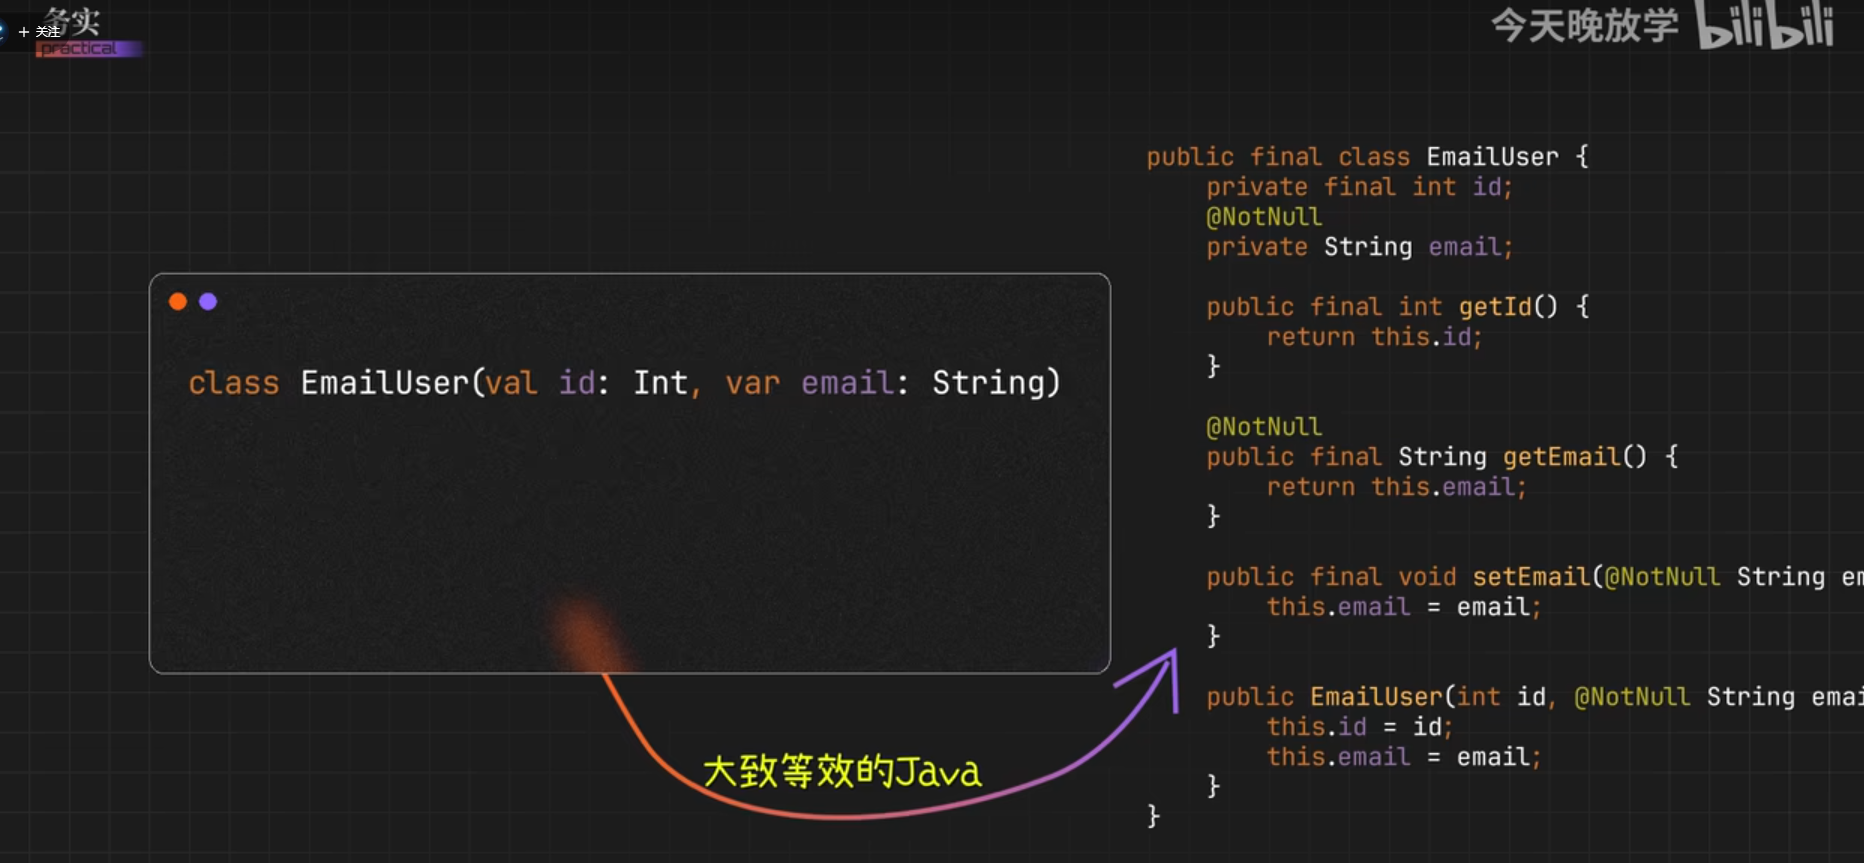 务实
+ 关注
practical
今天晚放学 bilibili
class EmailUser(val id: Int, var email: String)
大致等效的Java
public final class EmailUser {
private final int id;
@NotNull
private String email;
public final int getId() {
return this.id;
}
@NotNull
public final String getEmail() {
return this.email;
}
public final void setEmail(@NotNull String em
this.email = email;
}
public EmailUser(int id, @NotNull String emai
this.id = id;
this.email = email;
}
}